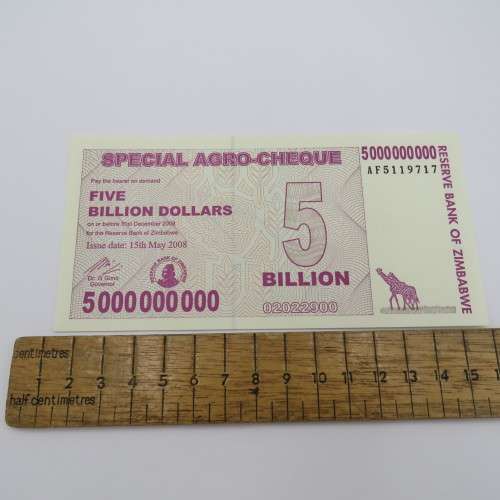 SPECIAL AGRO-CHEQUE
5000000000
AF5119717
Pay the bearer on demand
FIVE
BILLION DOLLARS
on or before 31st December 2008
for the Reserve Bank of Zimbabwe
Issue date: 15th May 2008
Dr. G Gono
Governor
5
BILLION
5000000000
02022900
RESERVE BANK OF ZIMBABWE
centimetres
1 2 3 4 5 6 7 8 9 10 11 12 13 14 15
half centimetres